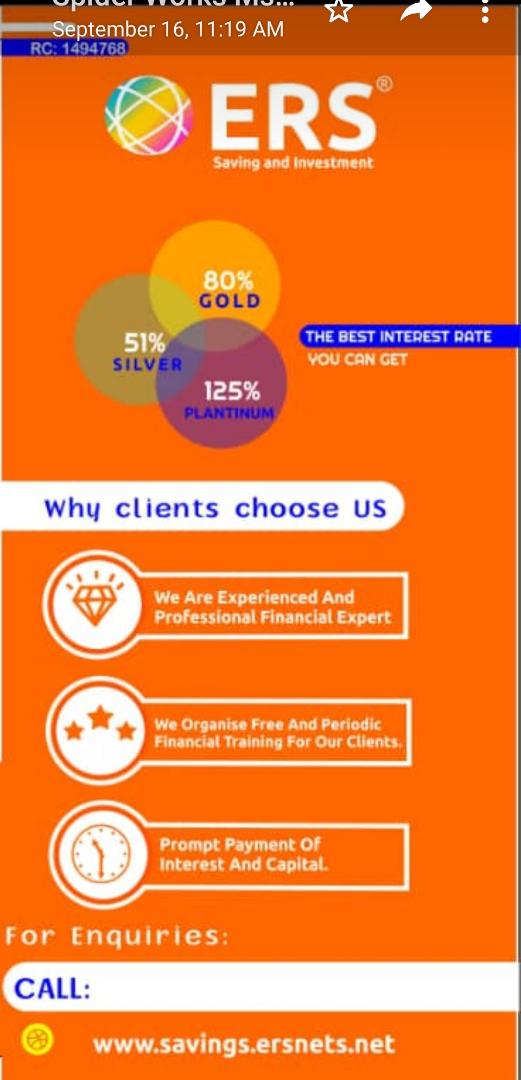 September 16, 11:19 AM
RC: 1494768
ERS®
Saving and Investment
80%
GOLD
51%
SILVER
125%
PLANTINUM
THE BEST INTEREST RATE
YOU CAN GET
Why clients choose US
We Are Experienced And
Professional Financial Expert
We Organise Free And Periodic
Financial Training For Our Clients.
Prompt Payment Of
Interest And Capital.
For Enquiries:
CALL:
www.savings.ersnets.net